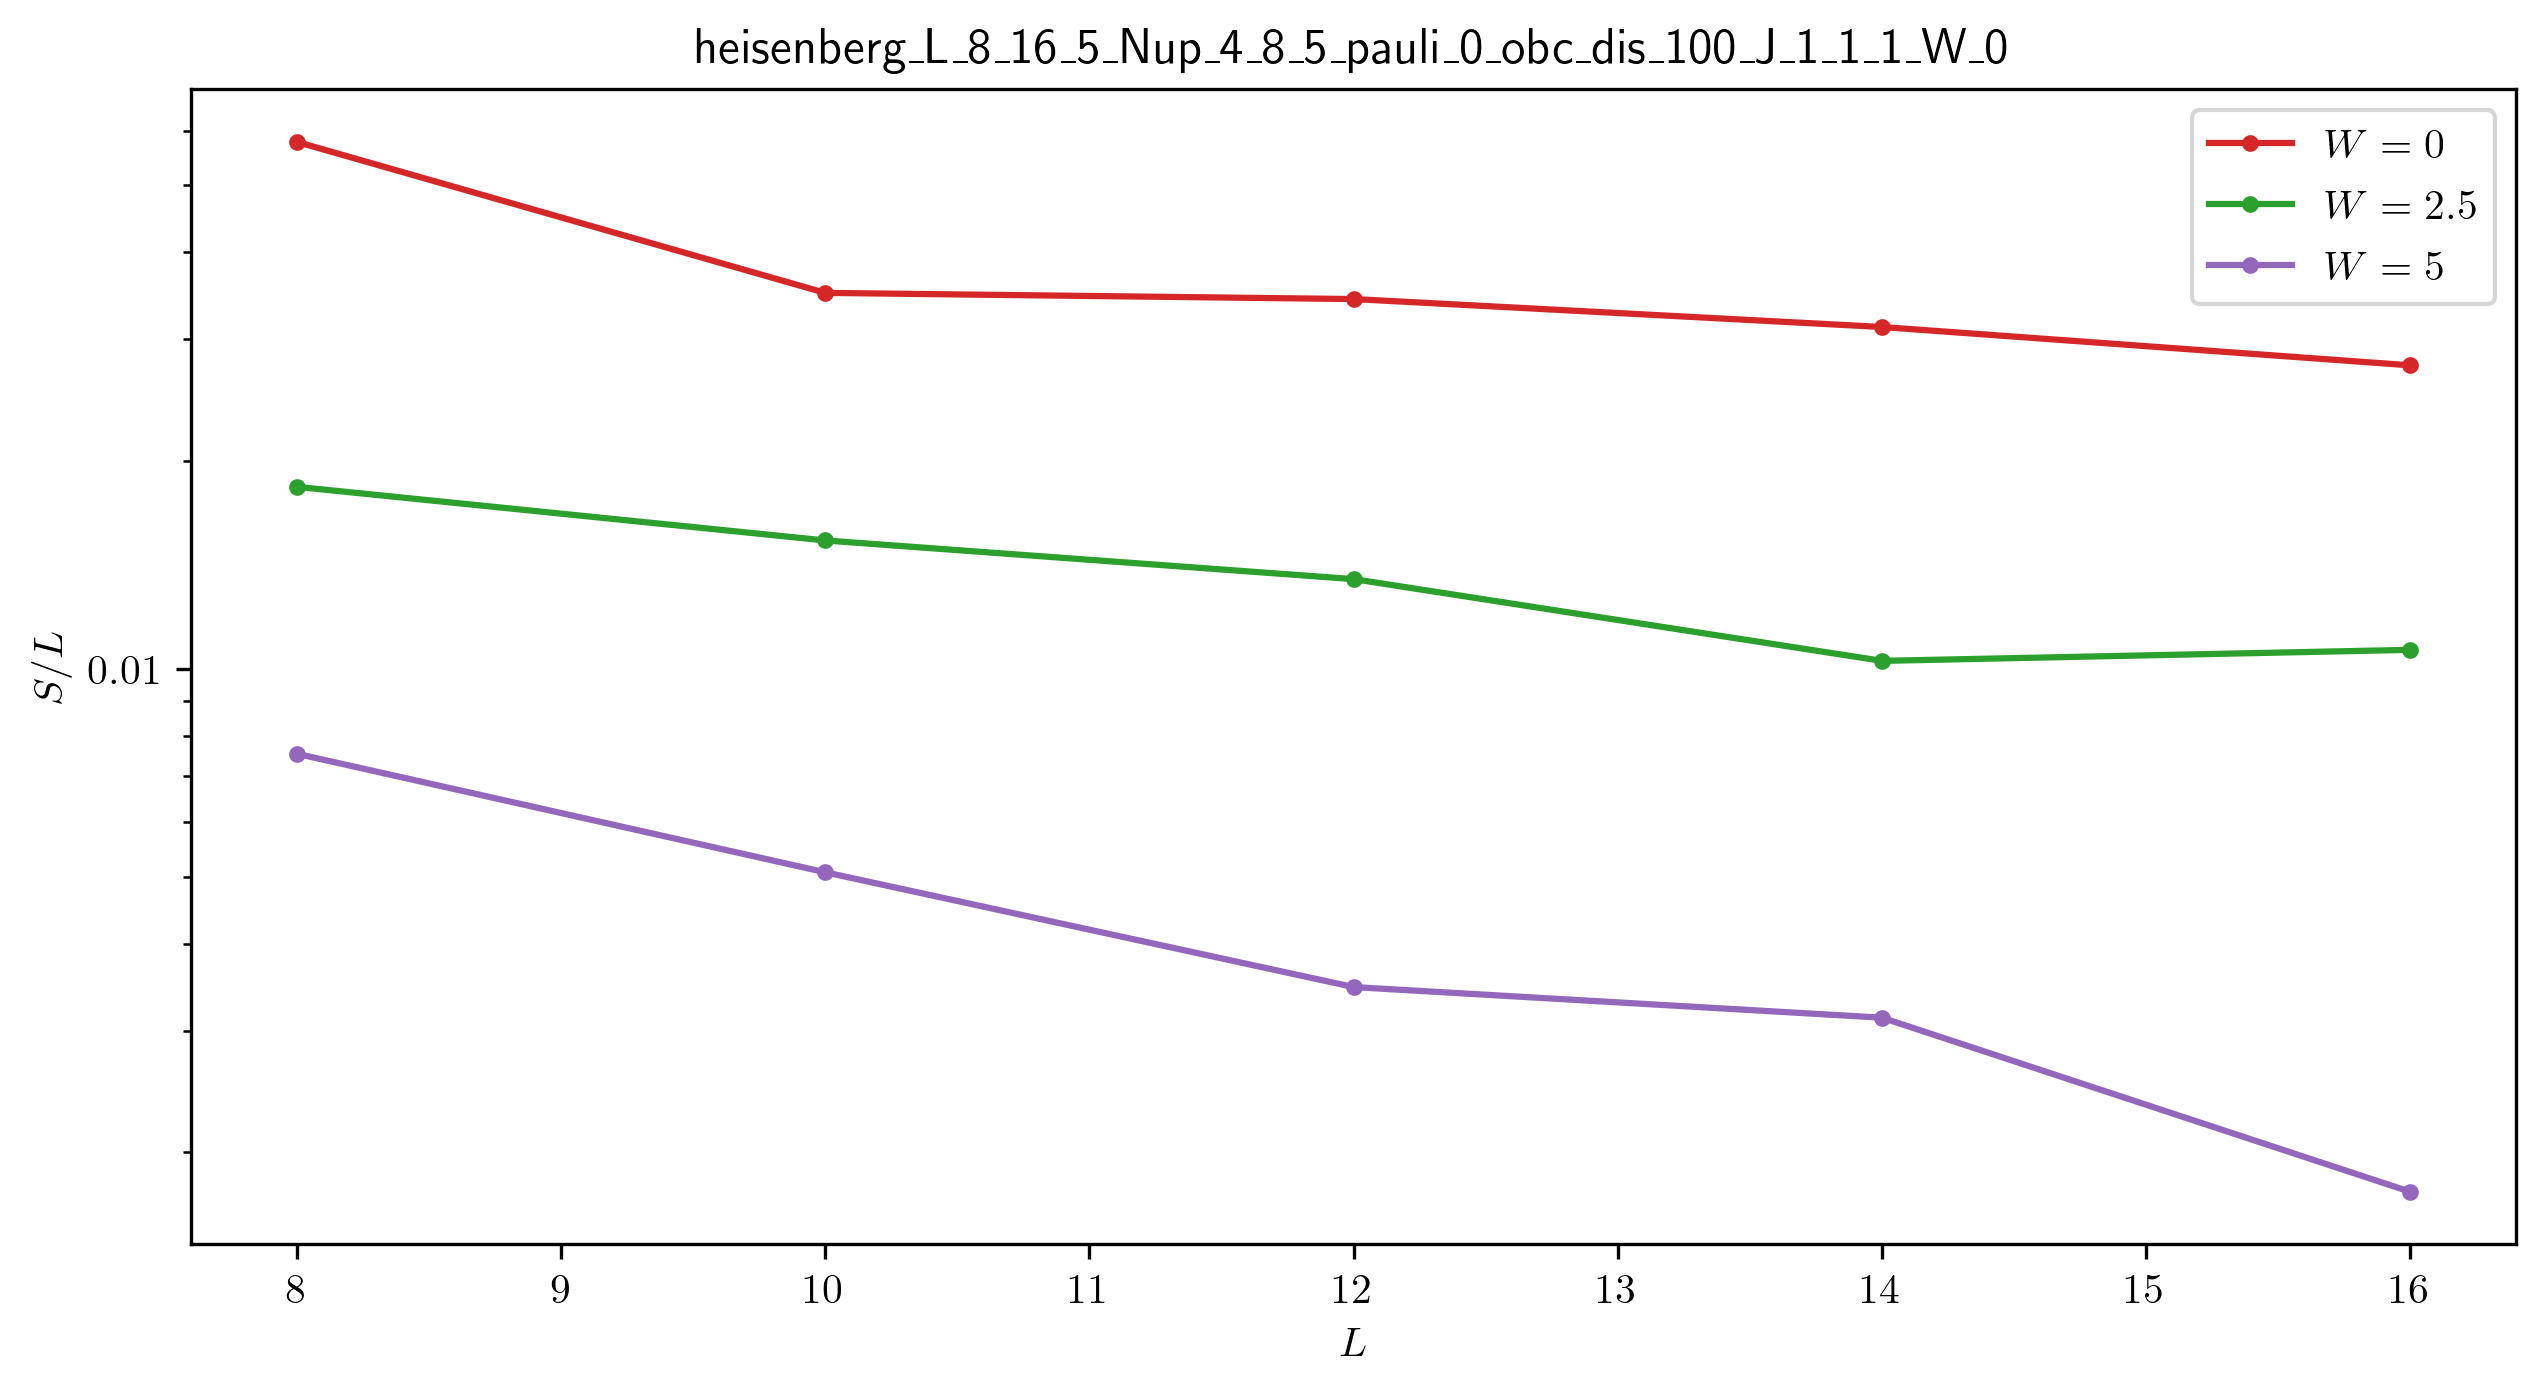 heisenberg_L_8_16_5_Nup_4_8_5_pauli_0_obc_dis_100_J_1_1_1_W_0
W = 0
W = 2.5
W = 5
S/L
0.01
8 9 10 11 12 13 14 15 16
L